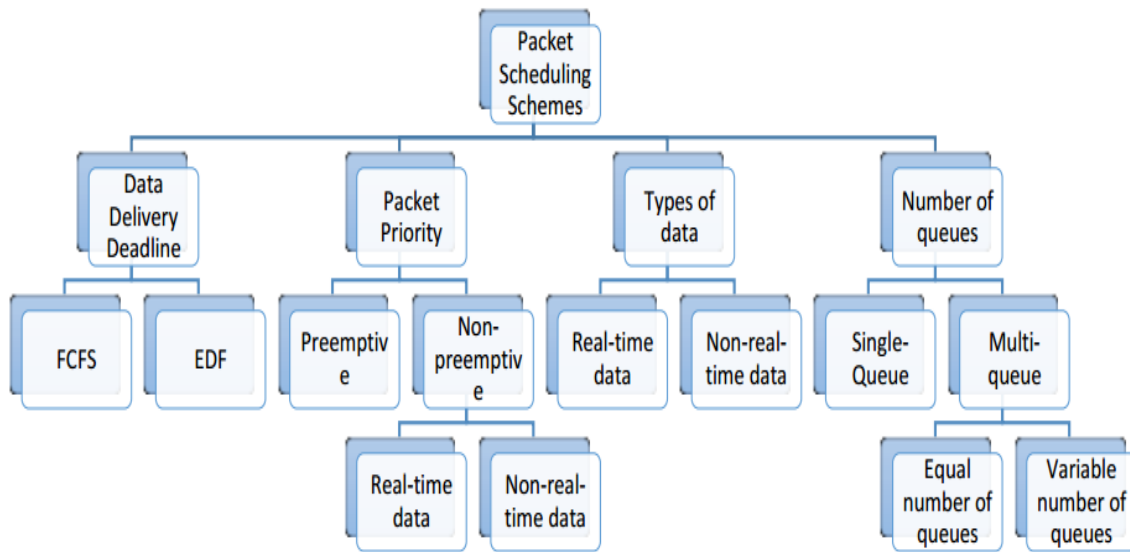 Packet
Scheduling
Schemes
Data
Delivery
Deadline
Packet
Priority
Types of
data
Number of
queues
FCFS
EDF
Preemptiv
e
Non-
preemptiv
e
Real-time
data
Non-real-
time data
Single-
Queue
Multi-
queue
Real-time
data
Non-real-
time data
Equal
number of
queues
Variable
number of
queues